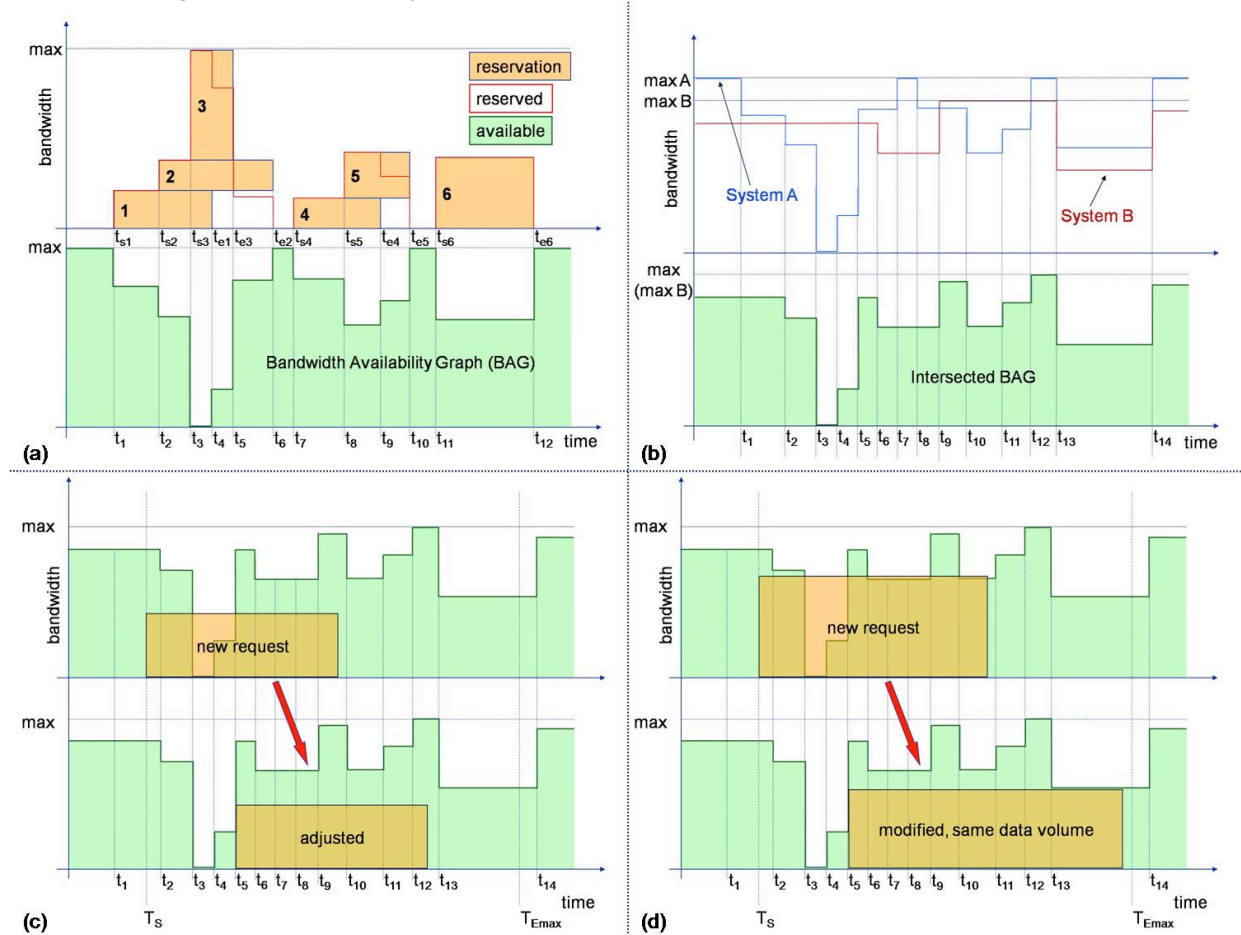 max
bandwidth
reservation
reserved
available
3
2
1
5
4
6
ts1 ts2 ts3 te1 te3 te2 ts4 ts5 te4 te5 ts6 te6
max
Bandwidth Availability Graph (BAG)
t1 t2 t3 t4 t5 t6 t7 t8 t9 t10 t11 t12 time
(a)
max A
max B
bandwidth
System A
System B
max
(max B)
Intersected BAG
t1 t2 t3 t4 t5 t6 t7 t8 t9 t10 t11 t12 t13 t14 time
(b)
max
bandwidth
new request
max
adjusted
t1 t2 t3 t4 t5 t6 t7 t8 t9 t10 t11 t12 t13 t14
time
TS TEmax
(c)
max
bandwidth
new request
max
modified, same data volume
t1 t2 t3 t4 t5 t6 t7 t8 t9 t10 t11 t12 t13 t14
time
TS TEmax
(d)